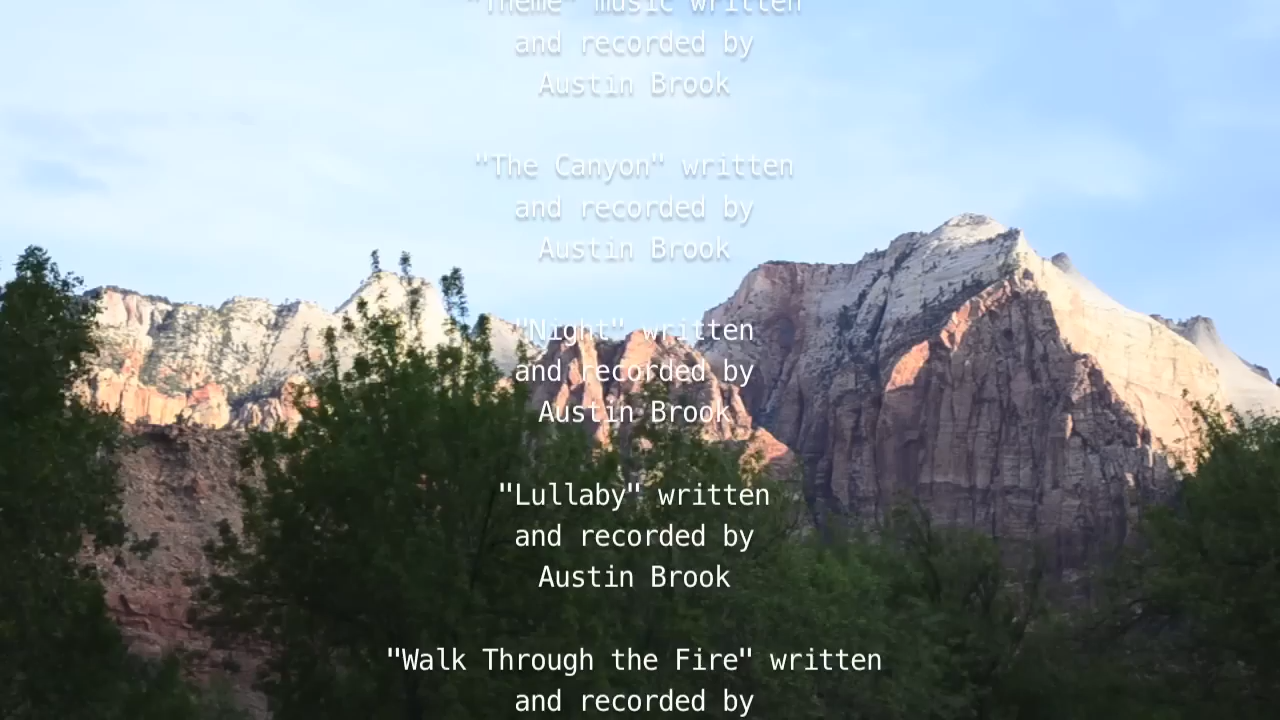 "Theme" music written
and recorded by
Austin Brook
"The Canyon" written
and recorded by
Austin Brook
"Night" written
and recorded by
Austin Brook
"Lullaby" written
and recorded by
Austin Brook
"Walk Through the Fire" written
and recorded by